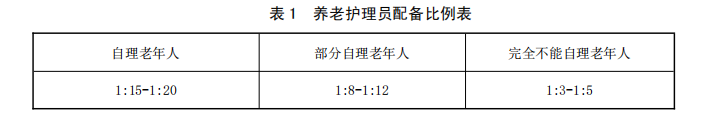 表 1 养老护理员配备比例表
自理老年人 部分自理老年人 完全不能自理老年人
1:15-1:20 1:8-1:12 1:3-1:5